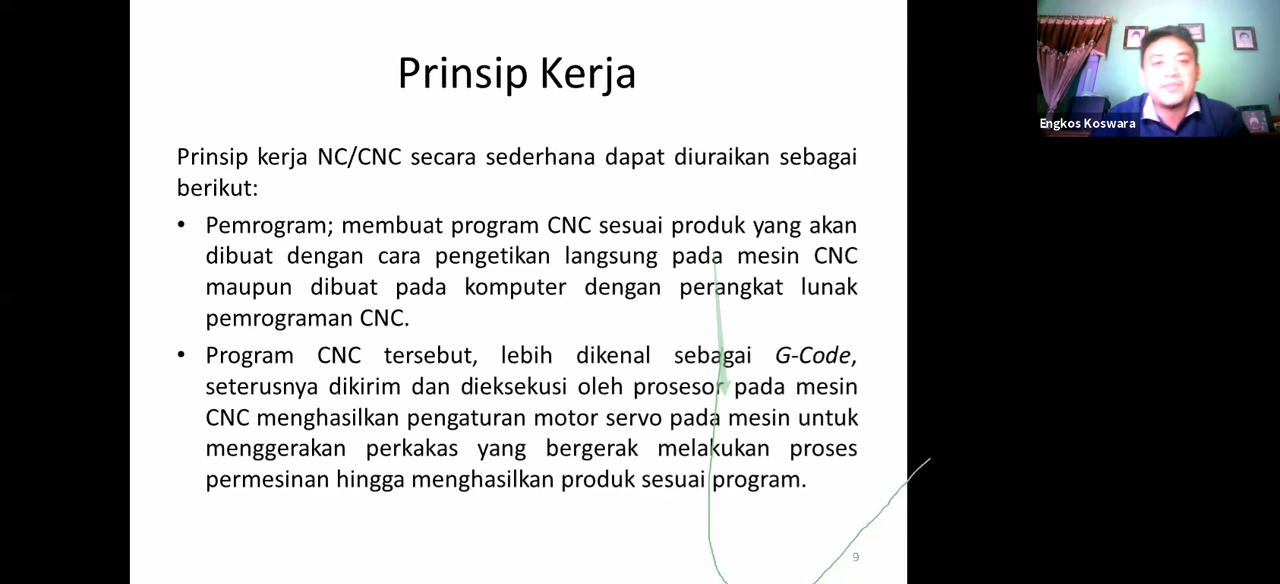 Prinsip Kerja
Prinsip kerja NC/CNC secara sederhana dapat diuraikan sebagai
berikut:
• Pemrogram; membuat program CNC sesuai produk yang akan
dibuat dengan cara pengetikan langsung pada mesin CNC
maupun dibuat pada komputer dengan perangkat lunak
pemrograman CNC.
• Program CNC tersebut, lebih dikenal sebagai G-Code,
seterusnya dikirim dan dieksekusi oleh prosesor pada mesin
CNC menghasilkan pengaturan motor servo pada mesin untuk
menggerakan perkakas yang bergerak melakukan proses
permesinan hingga menghasilkan produk sesuai program.
9
Engkos Koswara